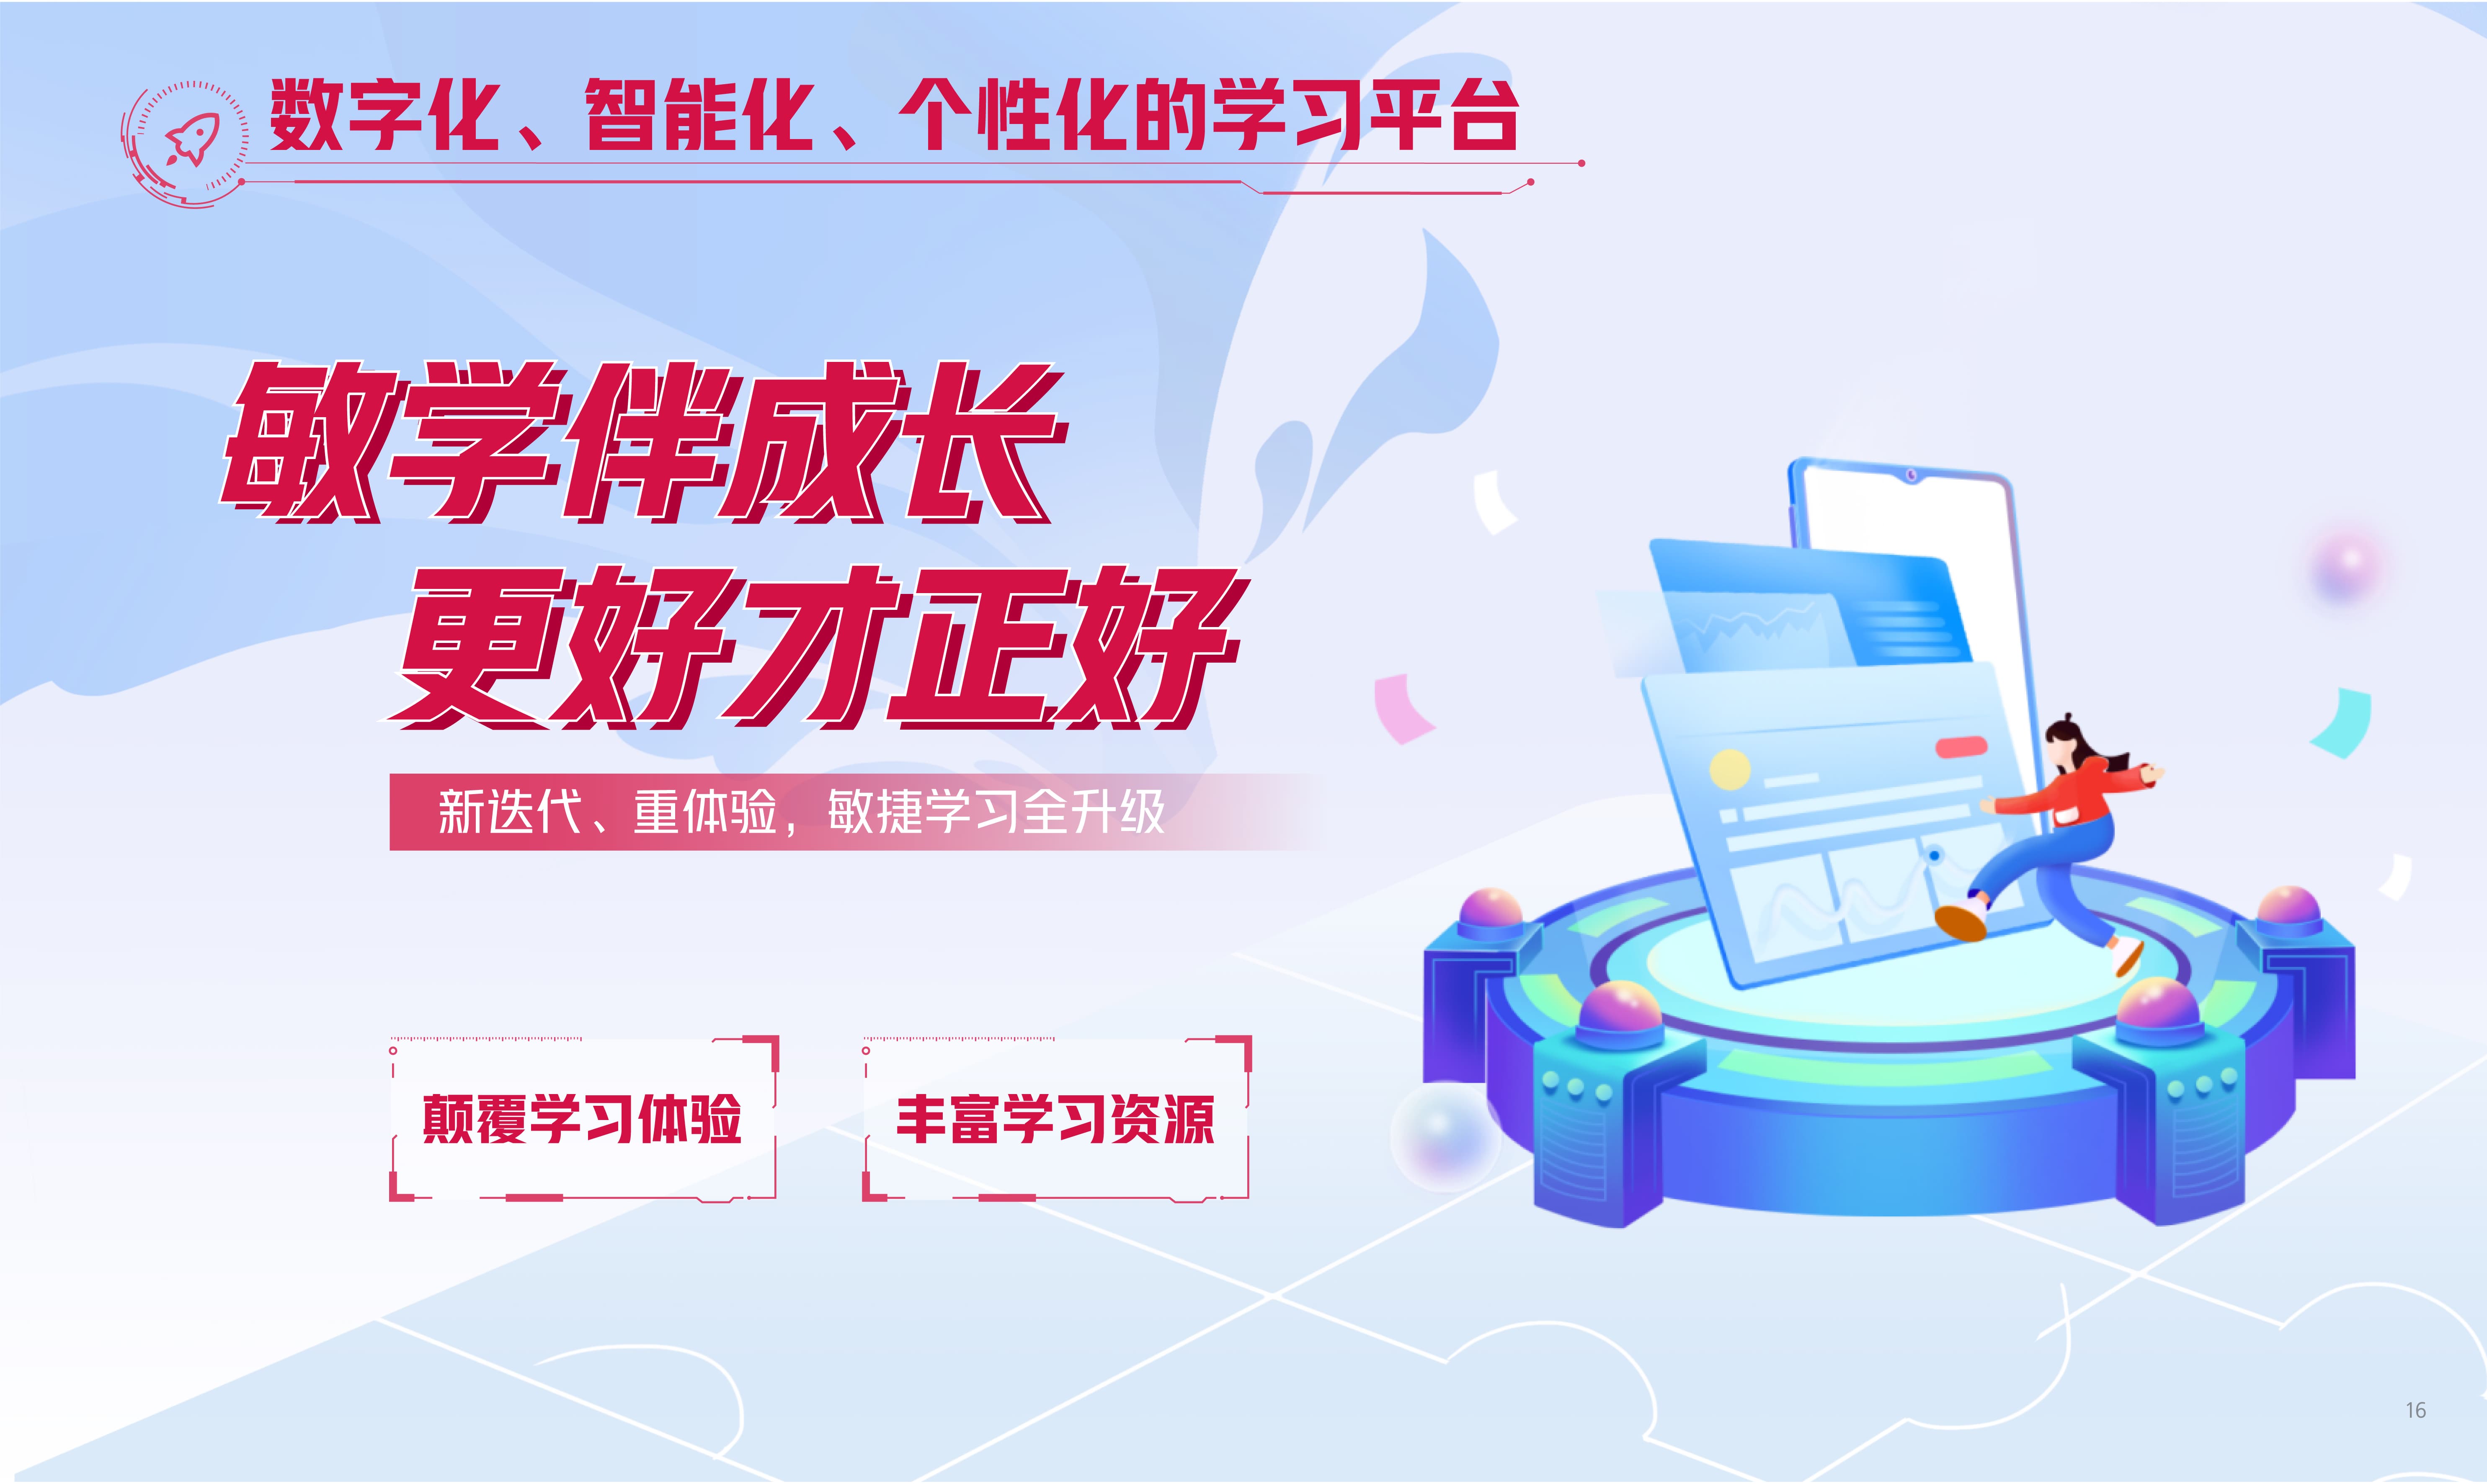 数字化、智能化、个性化的学习平台
敏学伴成长
更好才正好
新迭代、重体验，敏捷学习全升级
颠覆学习体验
丰富学习资源
16